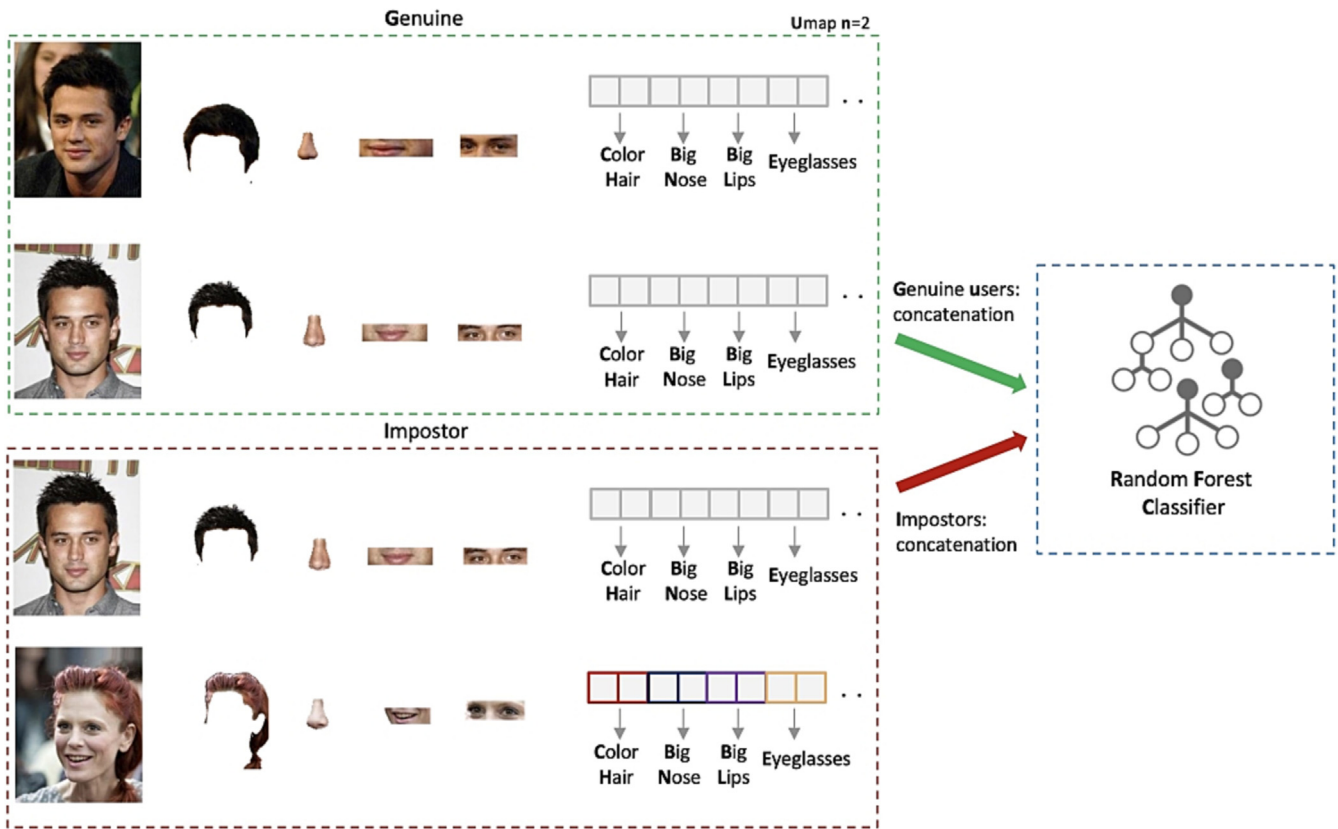 Genuine
Umap n=2
Color
Hair
Big
Nose
Big
Lips
Eyeglasses
. .
Color
Hair
Big
Nose
Big
Lips
Eyeglasses
. .
Genuine users:
concatenation
Impostor
Color
Hair
Big
Nose
Big
Lips
Eyeglasses
. .
Impostors:
concatenation
Random Forest
Classifier
Color
Hair
Big
Nose
Big
Lips
Eyeglasses
. .